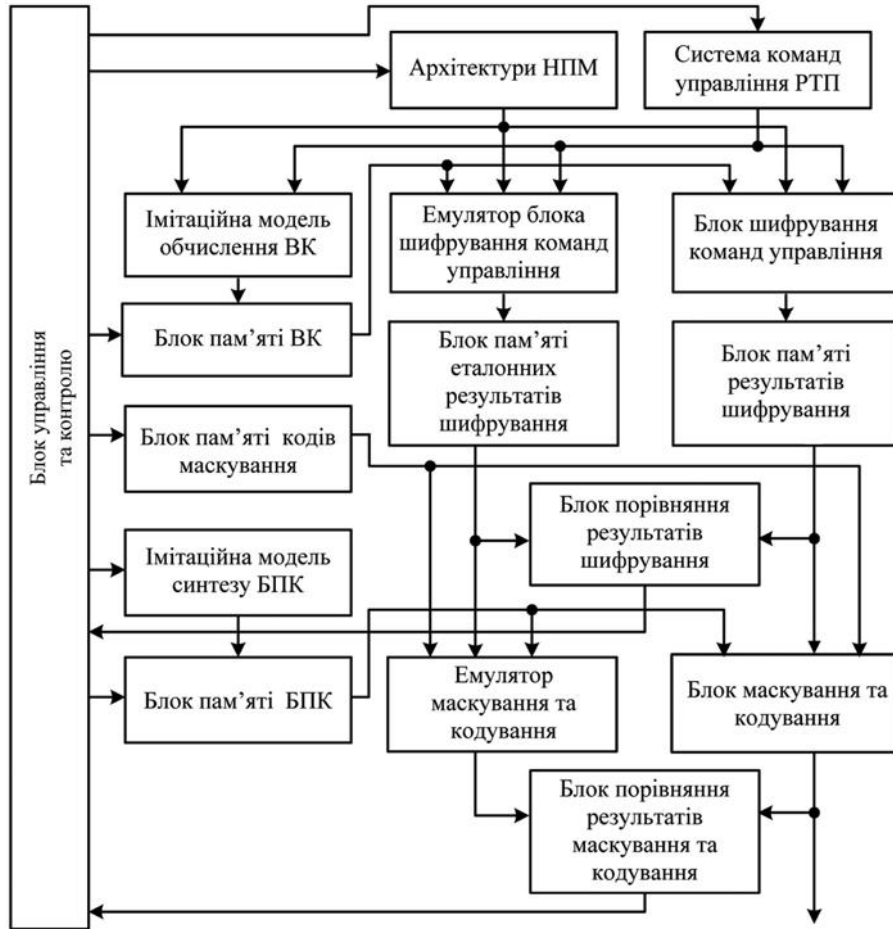 Блок управління
та контролю
Архітектури НПМ
Система команд
управління РТП
Імітаційна модель
обчислення ВК
Емулятор блока
шифрування команд
управління
Блок шифрування
команд управління
Блок пам’яті ВК
Блок пам’яті
еталонних
результатів
шифрування
Блок пам’яті
результатів
шифрування
Блок пам’яті кодів
маскування
Блок порівняння
результатів
шифрування
Імітаційна модель
синтезу БПК
Блок пам’яті БПК
Емулятор
маскування та
кодування
Блок маскування та
кодування
Блок порівняння
результатів
маскування та
кодування